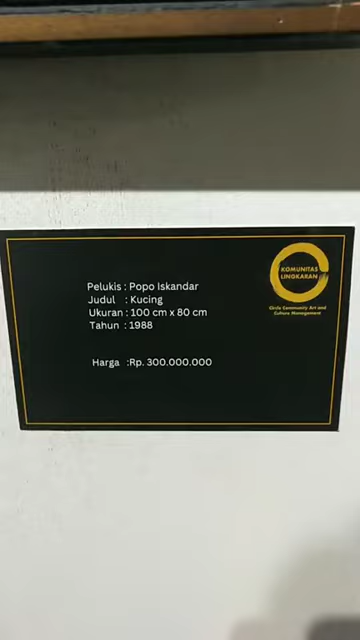 KOMUNITAS
LINGKARAN
Circle Community Art and
Culture Management
Pelukis : Popo Iskandar
Judul : Kucing
Ukuran : 100 cm x 80 cm
Tahun : 1988
Harga :Rp. 300.000.000